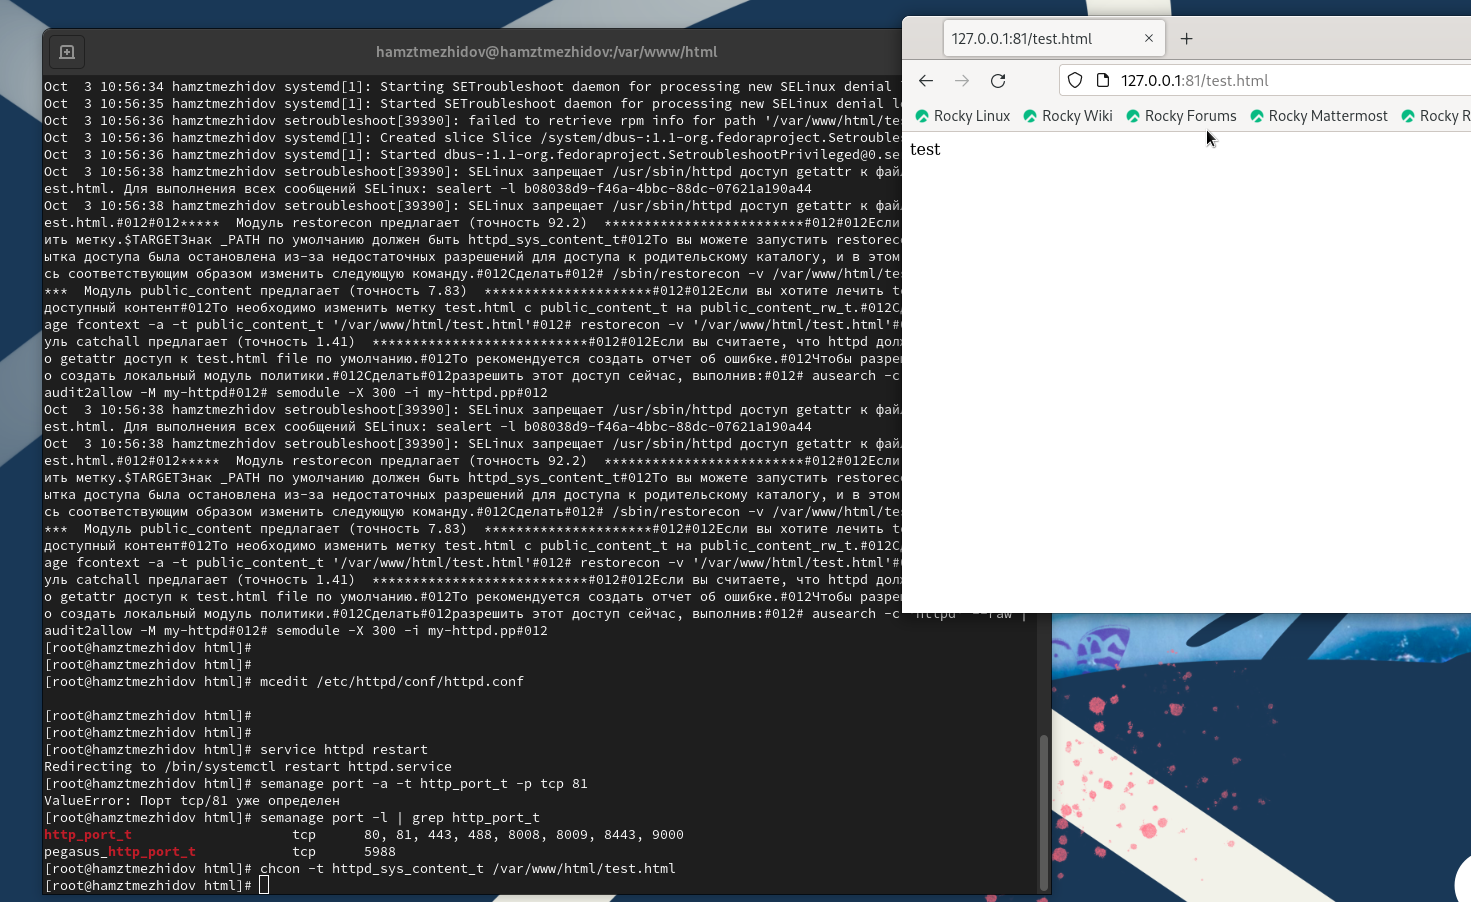 hamztmezhidov@hamztmezhidov:/var/www/html
Oct  3 10:56:34 hamztmezhidov systemd[1]: Starting SETroubleshoot daemon for processing new SELinux denial
Oct  3 10:56:35 hamztmezhidov systemd[1]: Started SETroubleshoot daemon for processing new SELinux denial
Oct  3 10:56:36 hamztmezhidov setroubleshoot[39390]: failed to retrieve rpm info for path '/var/www/html/tes
Oct  3 10:56:36 hamztmezhidov systemd[1]: Created slice Slice /system/dbus-:1.1-org.fedoraproject.Setrouble
Oct  3 10:56:36 hamztmezhidov systemd[1]: Started dbus-:1.1-org.fedoraproject.SetroubleshootPrivileged@0.se
Oct  3 10:56:38 hamztmezhidov setroubleshoot[39390]: SELinux запрещает /usr/sbin/httpd доступ getattr к фай
est.html. Для выполнения всех сообщений SELinux: sealert -l b08038d9-f46a-4bbc-88dc-07621a190a44
Oct  3 10:56:38 hamztmezhidov setroubleshoot[39390]: SELinux запрещает /usr/sbin/httpd доступ getattr к фай
est.html.#012#012*****  Модуль restorecon предлагает (точность 92.2)  *************************#012#012Если
ить метку.$TARGETЗнак _PATH по умолчанию должен быть httpd_sys_content_t#012То вы можете запустить restorec
ытка доступа была остановлена из-за недостаточных разрешений для доступа к родительскому каталогу, и в этом
сь соответствующим образом изменить следующую команду.#012Сделать#012# /sbin/restorecon -v /var/www/html/te
***  Модуль public_content предлагает (точность 7.83)  *********************#012#012Если вы хотите лечить t
доступный контент#012То необходимо изменить метку test.html с public_content_t на public_content_rw_t.#012С
age fcontext -a -t public_content_t '/var/www/html/test.html'#012# restorecon -v '/var/www/html/test.html'#
уль catchall предлагает (точность 1.41)  ***************************#012#012Если вы считаете, что httpd дол
о getattr доступ к test.html file по умолчанию.#012То рекомендуется создать отчет об ошибке.#012Чтобы разре
о создать локальный модуль политики.#012Сделать#012разрешить этот доступ сейчас, выполнив:#012# ausearch -c
audit2allow -M my-httpd#012# semodule -X 300 -i my-httpd.pp#012
Oct  3 10:56:38 hamztmezhidov setroubleshoot[39390]: SELinux запрещает /usr/sbin/httpd доступ getattr к фай
est.html. Для выполнения всех сообщений SELinux: sealert -l b08038d9-f46a-4bbc-88dc-07621a190a44
Oct  3 10:56:38 hamztmezhidov setroubleshoot[39390]: SELinux запрещает /usr/sbin/httpd доступ getattr к фай
est.html.#012#012*****  Модуль restorecon предлагает (точность 92.2)  *************************#012#012Если
ить метку.$TARGETЗнак _PATH по умолчанию должен быть httpd_sys_content_t#012То вы можете запустить restorec
ытка доступа была остановлена из-за недостаточных разрешений для доступа к родительскому каталогу, и в этом
сь соответствующим образом изменить следующую команду.#012Сделать#012# /sbin/restorecon -v /var/www/html/te
***  Модуль public_content предлагает (точность 7.83)  *********************#012#012Если вы хотите лечить t
доступный контент#012То необходимо изменить метку test.html с public_content_t на public_content_rw_t.#012С
age fcontext -a -t public_content_t '/var/www/html/test.html'#012# restorecon -v '/var/www/html/test.html'#
уль catchall предлагает (точность 1.41)  ***************************#012#012Если вы считаете, что httpd дол
о getattr доступ к test.html file по умолчанию.#012То рекомендуется создать отчет об ошибке.#012Чтобы разре
о создать локальный модуль политики.#012Сделать#012разрешить этот доступ сейчас, выполнив:#012# ausearch -c
audit2allow -M my-httpd#012# semodule -X 300 -i my-httpd.pp#012
[root@hamztmezhidov html]#
[root@hamztmezhidov html]#
[root@hamztmezhidov html]# mcedit /etc/httpd/conf/httpd.conf
[root@hamztmezhidov html]#
[root@hamztmezhidov html]#
[root@hamztmezhidov html]# service httpd restart
Redirecting to /bin/systemctl restart httpd.service
[root@hamztmezhidov html]# semanage port -a -t http_port_t -p tcp 81
ValueError: Порт tcp/81 уже определен
[root@hamztmezhidov html]# semanage port -l | grep http_port_t
http_port_t                    tcp      80, 81, 443, 488, 8008, 8009, 8443, 9000
pegasus_http_port_t            tcp      5988
[root@hamztmezhidov html]# chcon -t httpd_sys_content_t /var/www/html/test.html
[root@hamztmezhidov html]#
127.0.0.1:81/test.html
127.0.0.1:81/test.html
Rocky Linux Rocky Wiki Rocky Forums Rocky Mattermost Rocky R
test